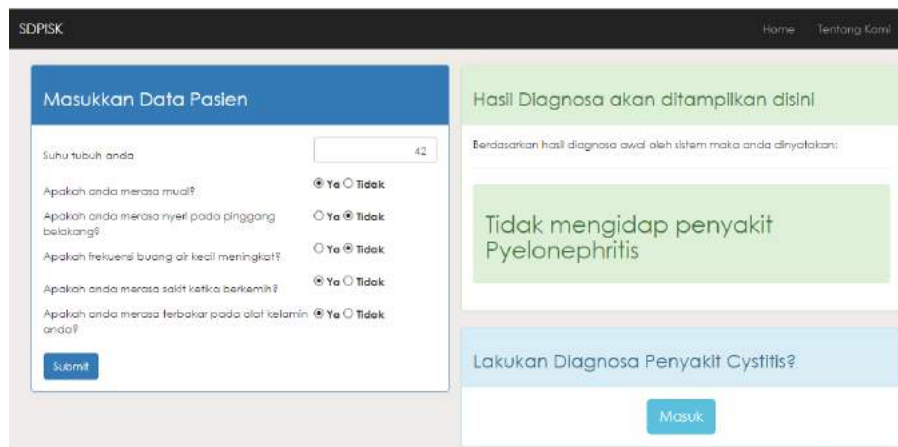 SDPISK
Home
Tentang Kami
Masukkan Data Pasien
Suhu tubuh anda
42
Apakah anda merasa mual?
Ya Tidak
Apakah anda merasa nyeri pada pinggang
belakang?
Ya Tidak
Apakah frekuensi buang air kecil meningkat?
Ya Tidak
Apakah anda merasa sakit ketika berkemih?
Ya Tidak
Apakah anda merasa terbakar pada alat kelamin
anda?
Ya Tidak
Submit
Hasil Diagnosa akan ditampilkan disini
Berdasarkan hasil diagnosa awal oleh sistem maka anda dinyatakan:
Tidak mengidap penyakit
Pyelonephritis
Lakukan Diagnosa Penyakit Cystitis?
Masuk